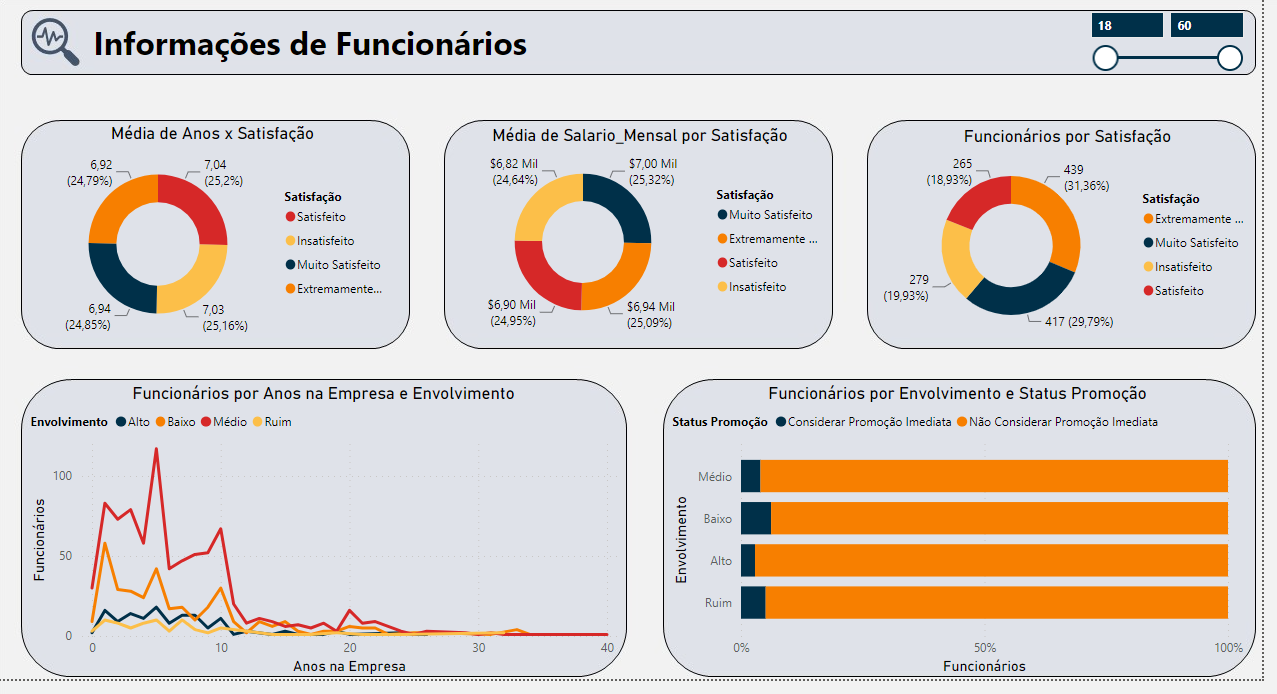 Informações de Funcionários
18
60
Média de Anos x Satisfação
6,92
(24,79%)
7,04
(25,2%)
6,94
(24,85%)
7,03
(25,16%)
Satisfação
Satisfeito
Insatisfeito
Muito Satisfeito
Extremamente...
Média de Salario_Mensal por Satisfação
$6,82 Mil
(24,64%)
$7,00 Mil
(25,32%)
$6,90 Mil
(24,95%)
$6,94 Mil
(25,09%)
Satisfação
Muito Satisfeito
Extremamente ...
Satisfeito
Insatisfeito
Funcionários por Satisfação
265
(18,93%)
439
(31,36%)
279
(19,93%)
417 (29,79%)
Satisfação
Extremamente ...
Muito Satisfeito
Insatisfeito
Satisfeito
Funcionários por Anos na Empresa e Envolvimento
Envolvimento Alto Baixo Médio Ruim
Funcionários
100
50
0
0 10 20 30 40
Anos na Empresa
Funcionários por Envolvimento e Status Promoção
Status Promoção Considerar Promoção Imediata Não Considerar Promoção Imediata
Envolvimento
Médio
Baixo
Alto
Ruim
0% 50% 100%
Funcionários